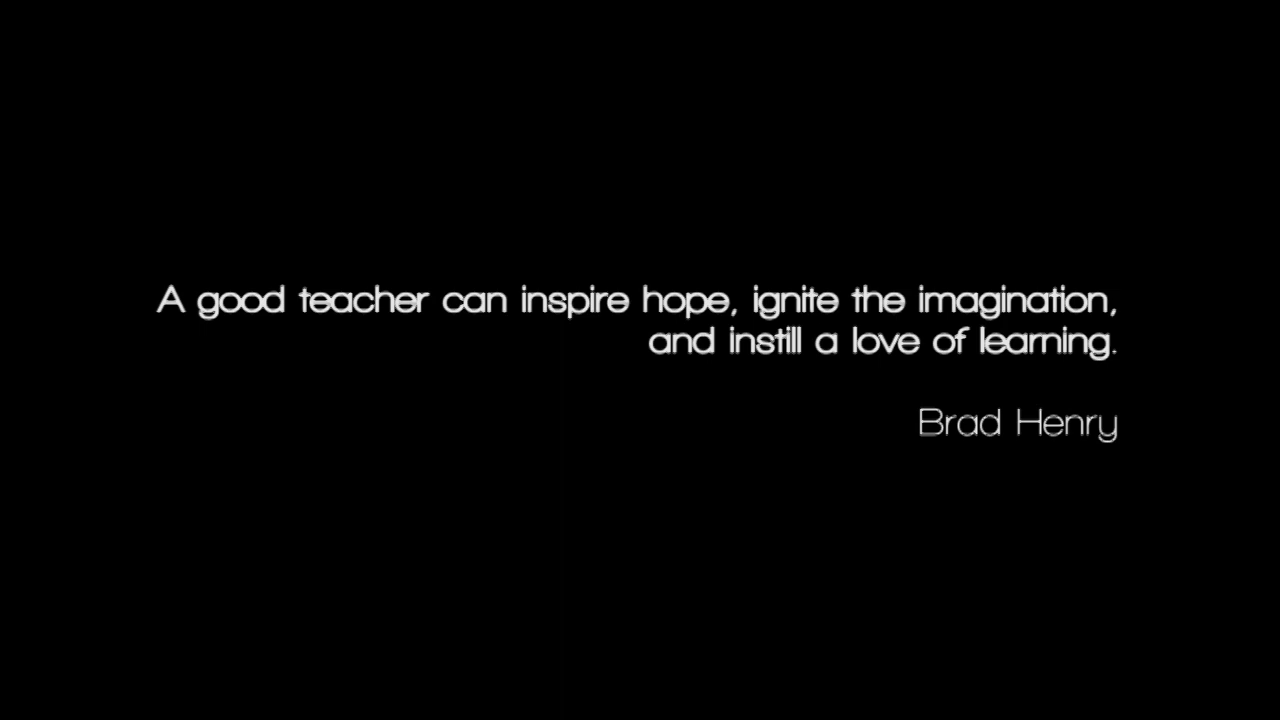 A good teacher can inspire hope, ignite the imagination,
and instill a love of learning.
Brad Henry